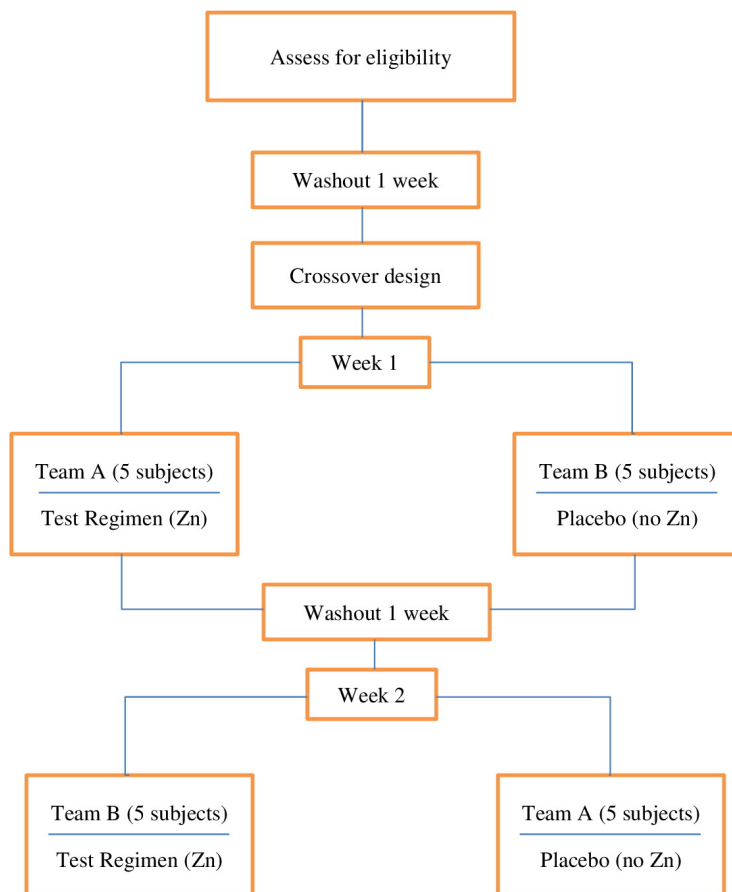 Assess for eligibility
Washout 1 week
Crossover design
Week 1
Team A (5 subjects)
Test Regimen (Zn)
Team B (5 subjects)
Placebo (no Zn)
Washout 1 week
Week 2
Team B (5 subjects)
Test Regimen (Zn)
Team A (5 subjects)
Placebo (no Zn)